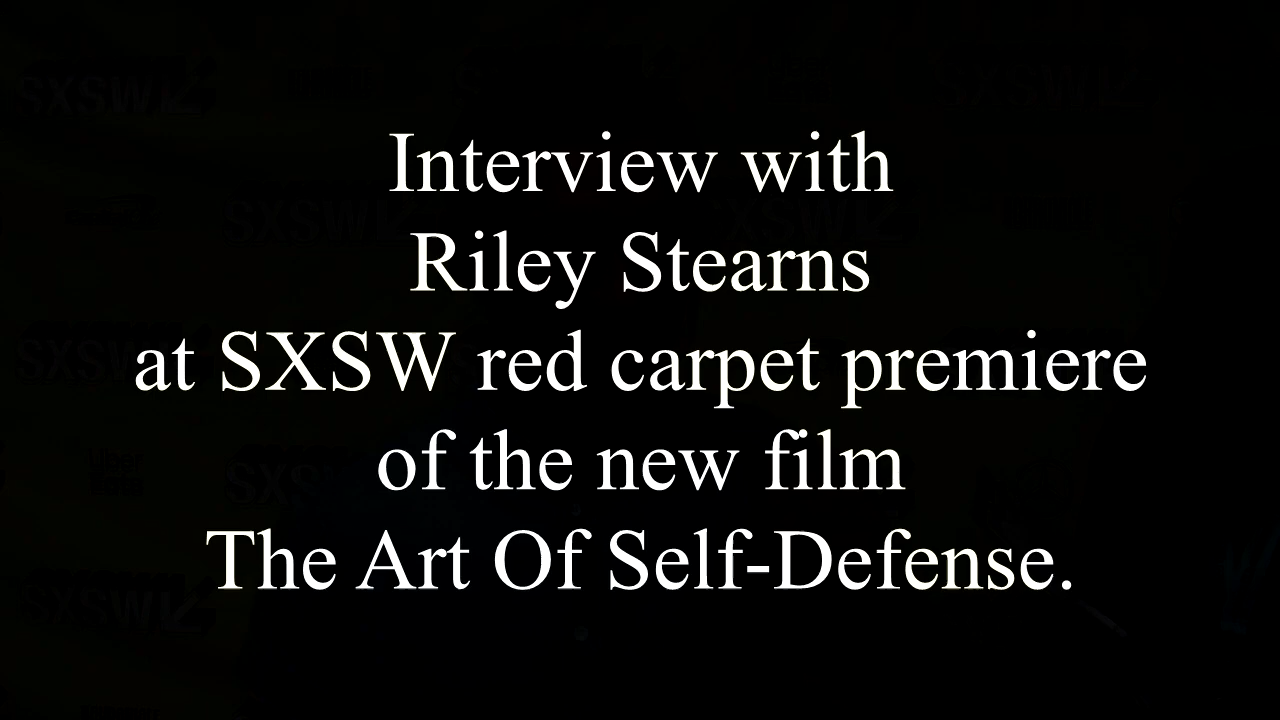 Interview with
Riley Stearns
at SXSW red carpet premiere
of the new film
The Art Of Self-Defense.